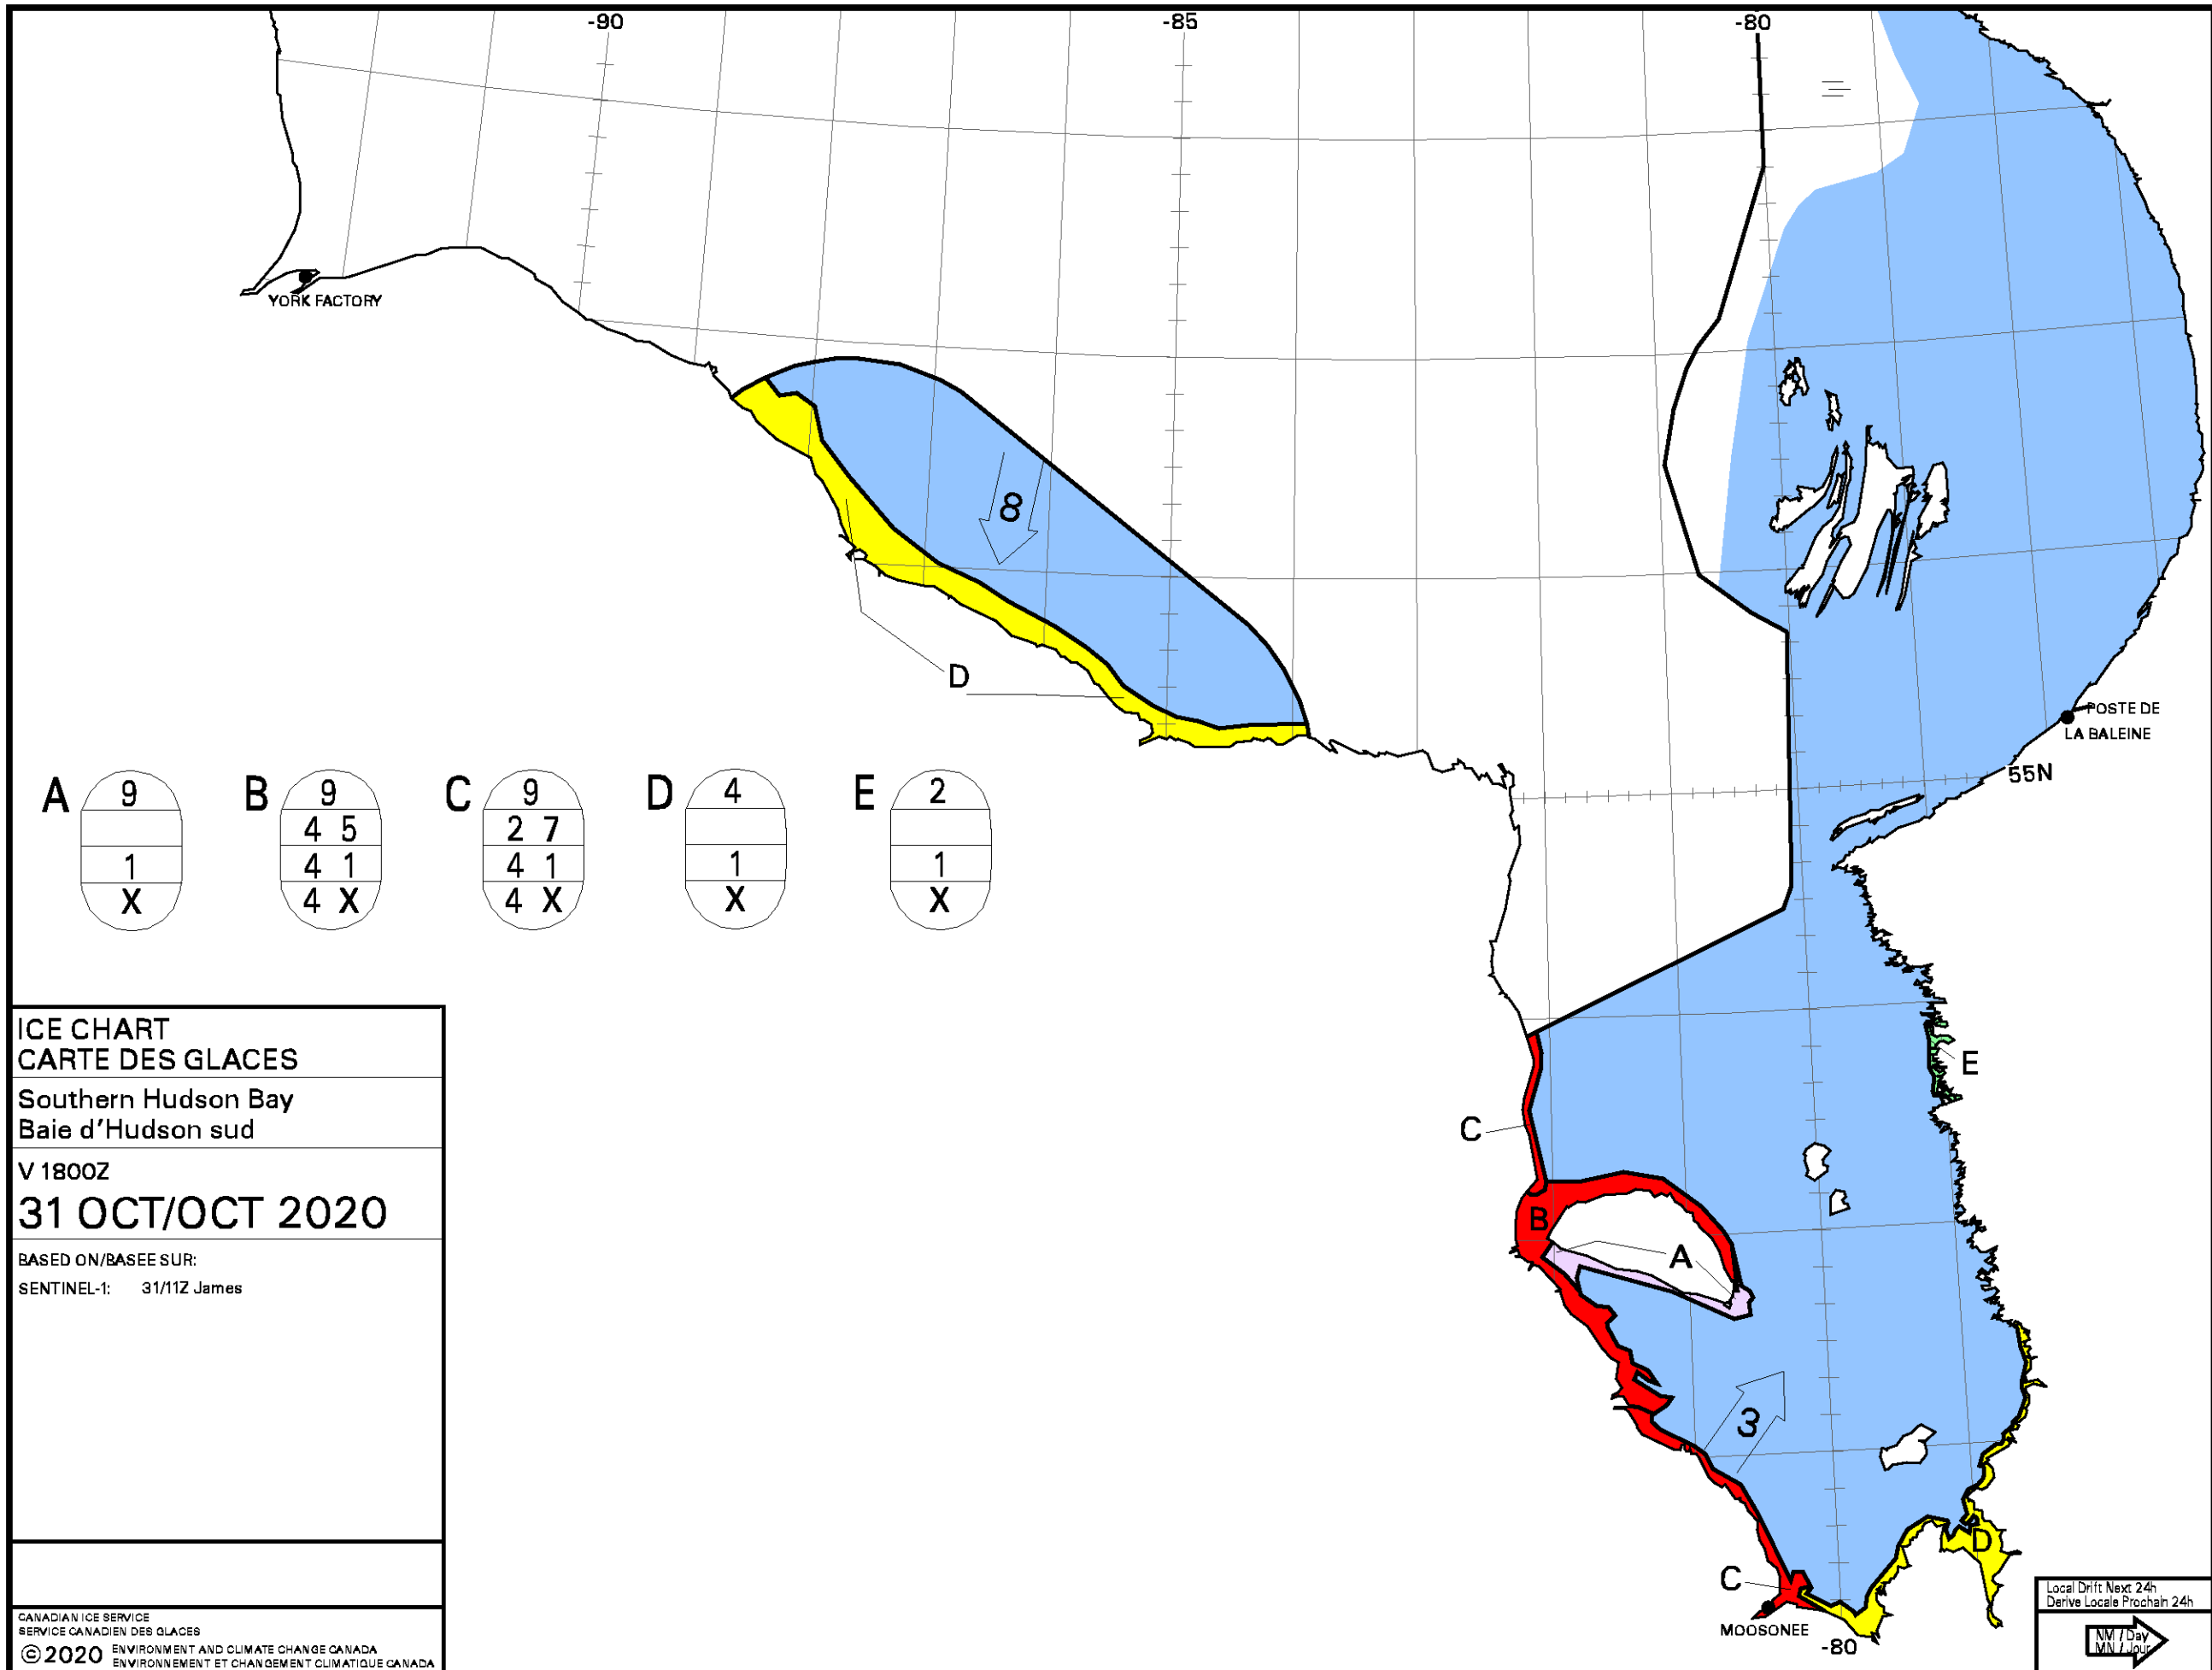 -90 -85 -80
YORK FACTORY
8
D
POSTE DE
LA BALEINE
55N
A 9 1 X
B 9 4 5 4 1 4 X
C 9 2 7 4 1 4 X
D 4 1 X
E 2 1 X
ICE CHART
CARTE DES GLACES
Southern Hudson Bay
Baie d'Hudson sud
V 1800Z
31 OCT/OCT 2020
BASED ON/BASEE SUR:
SENTINEL-1: 31/11Z James
E
C
B
A
3
D
C
MOOSONEE
-80
CANADIAN ICE SERVICE
SERVICE CANADIEN DES GLACES
©2020 ENVIRONMENT AND CLIMATE CHANGE CANADA
ENVIRONNEMENT ET CHANGEMENT CLIMATIQUE CANADA
Local Drift Next 24h
Derive Locale Prochain 24h
NM / Day
MN / Jour